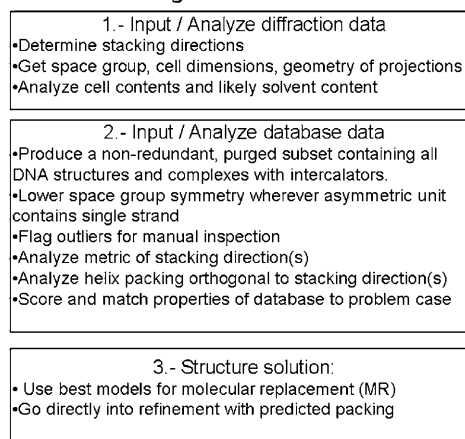 1.- Input / Analyze diffraction data
•Determine stacking directions
•Get space group, cell dimensions, geometry of projections
•Analyze cell contents and likely solvent content
2.- Input / Analyze database data
•Produce a non-redundant, purged subset containing all
DNA structures and complexes with intercalators.
•Lower space group symmetry wherever asymmetric unit
contains single strand
•Flag outliers for manual inspection
•Analyze metric of stacking direction(s)
•Analyze helix packing orthogonal to stacking direction(s)
•Score and match properties of database to problem case
3.- Structure solution:
• Use best models for molecular replacement (MR)
•Go directly into refinement with predicted packing